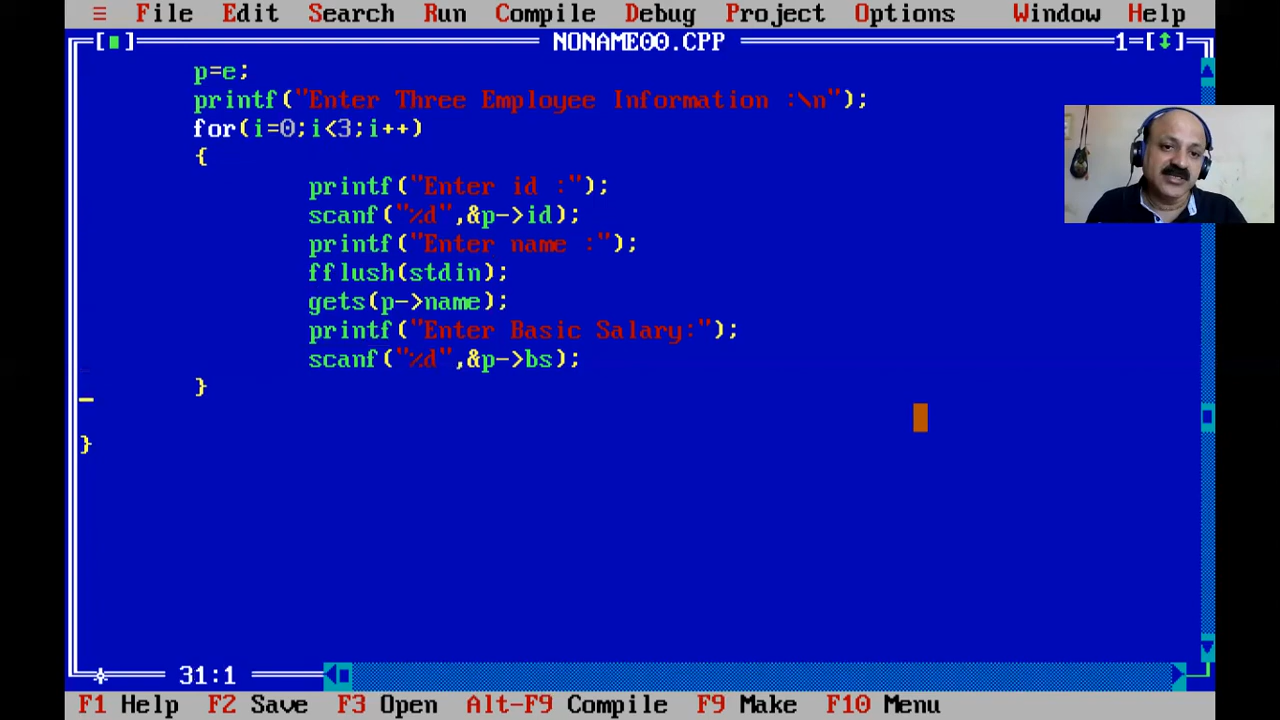 ≡ File Edit Search Run Compile Debug Project Options Window Help
[■] NONAME00.CPP 1=[↕]
p=e;
printf("Enter Three Employee Information :\n");
for(i=0;i<3;i++)
{
printf("Enter id :");
scanf("%d",&p->id);
printf("Enter name :");
fflush(stdin);
gets(p->name);
printf("Enter Basic Salary:");
scanf("%d",&p->bs);
}
}
31:1
F1 Help F2 Save F3 Open Alt-F9 Compile F9 Make F10 Menu